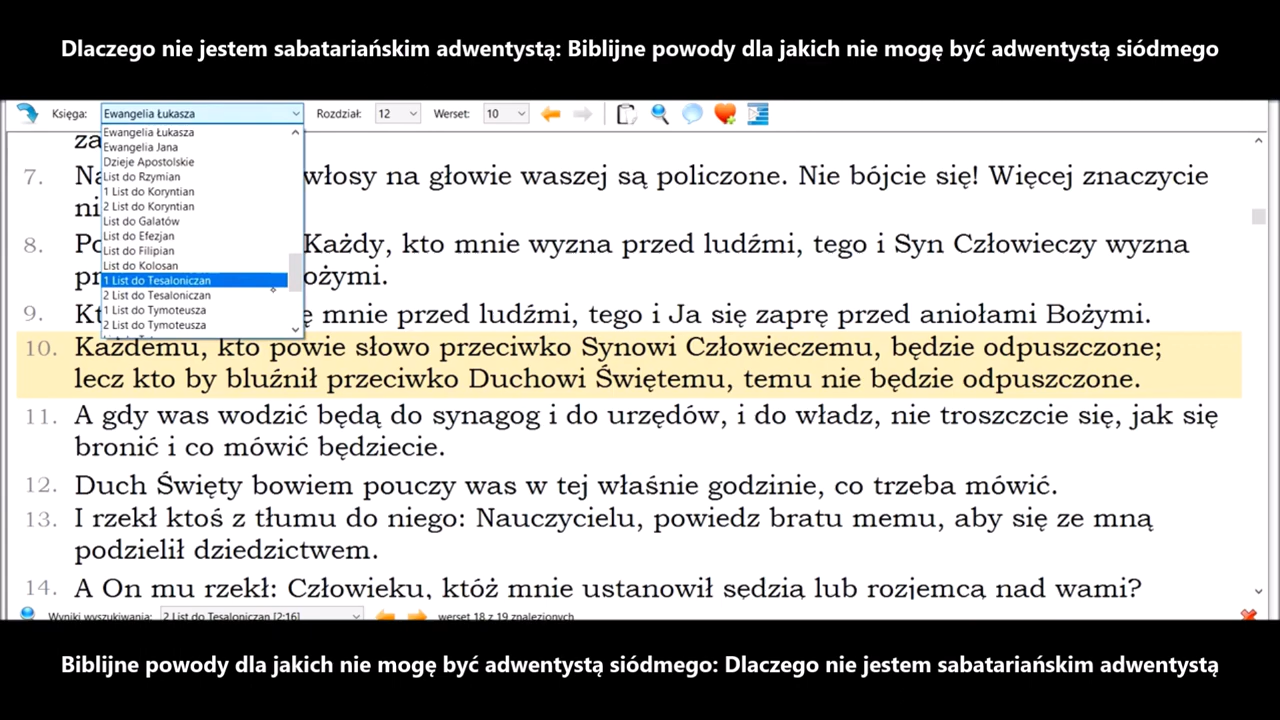 Dlaczego nie jestem sabatariańskim adwentystą: Biblijne powody dla jakich nie mogę być adwentystą siódmego
Księga: Ewangelia Łukasza Rozdział: 12 Werset: 10
Ewangelia Łukasza
Ewangelia Jana
Dzieje Apostolskie
List do Rzymian
1 List do Koryntian
2 List do Koryntian
List do Galatów
List do Efezjan
List do Filipian
List do Kolosan
1 List do Tesaloniczan
2 List do Tesaloniczan
1 List do Tymoteusza
2 List do Tymoteusza
za
7. Na włosy na głowie waszej są policzone. Nie bójcie się! Więcej znaczycie
ni
8. Po Każdy, kto mnie wyzna przed ludźmi, tego i Syn Człowieczy wyzna
pr ożymi.
9. Kt ę mnie przed ludźmi, tego i Ja się zaprę przed aniołami Bożymi.
10. Każdemu, kto powie słowo przeciwko Synowi Człowieczemu, będzie odpuszczone;
lecz kto by bluźnił przeciwko Duchowi Świętemu, temu nie będzie odpuszczone.
11. A gdy was wodzić będą do synagog i do urzędów, i do władz, nie troszczcie się, jak się
bronić i co mówić będziecie.
12. Duch Święty bowiem pouczy was w tej właśnie godzinie, co trzeba mówić.
13. I rzekł ktoś z tłumu do niego: Nauczycielu, powiedz bratu memu, aby się ze mną
podzielił dziedzictwem.
14. A On mu rzekł: Człowieku, któż mnie ustanowił sędzią lub rozjemcą nad wami?
Wyniki wyszukiwania: 2 List do Tesaloniczan [2:16] werset 18 z 19 znalezionych
Biblijne powody dla jakich nie mogę być adwentystą siódmego: Dlaczego nie jestem sabatariańskim adwentystą